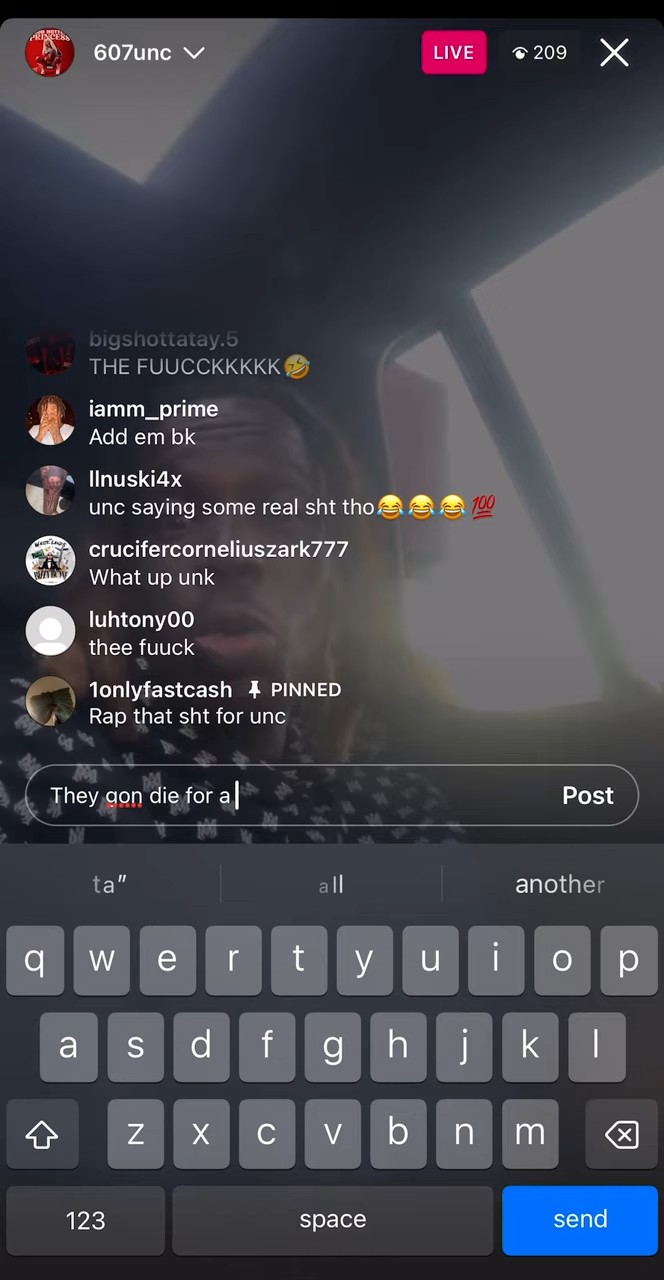 607unc
LIVE
209
bigshottatay.5
THE FUUCCKKKKK🤣
iamm_prime
Add em bk
llnuski4x
unc saying some real sht tho😂😂😂💯
crucifercorneliuszark777
What up unk
luhtony00
thee fuuck
1onlyfastcash PINNED
Rap that sht for unc
They gon die for a
Post
ta" all another
q w e r t y u i o p
a s d f g h j k l
z x c v b n m
123 space send